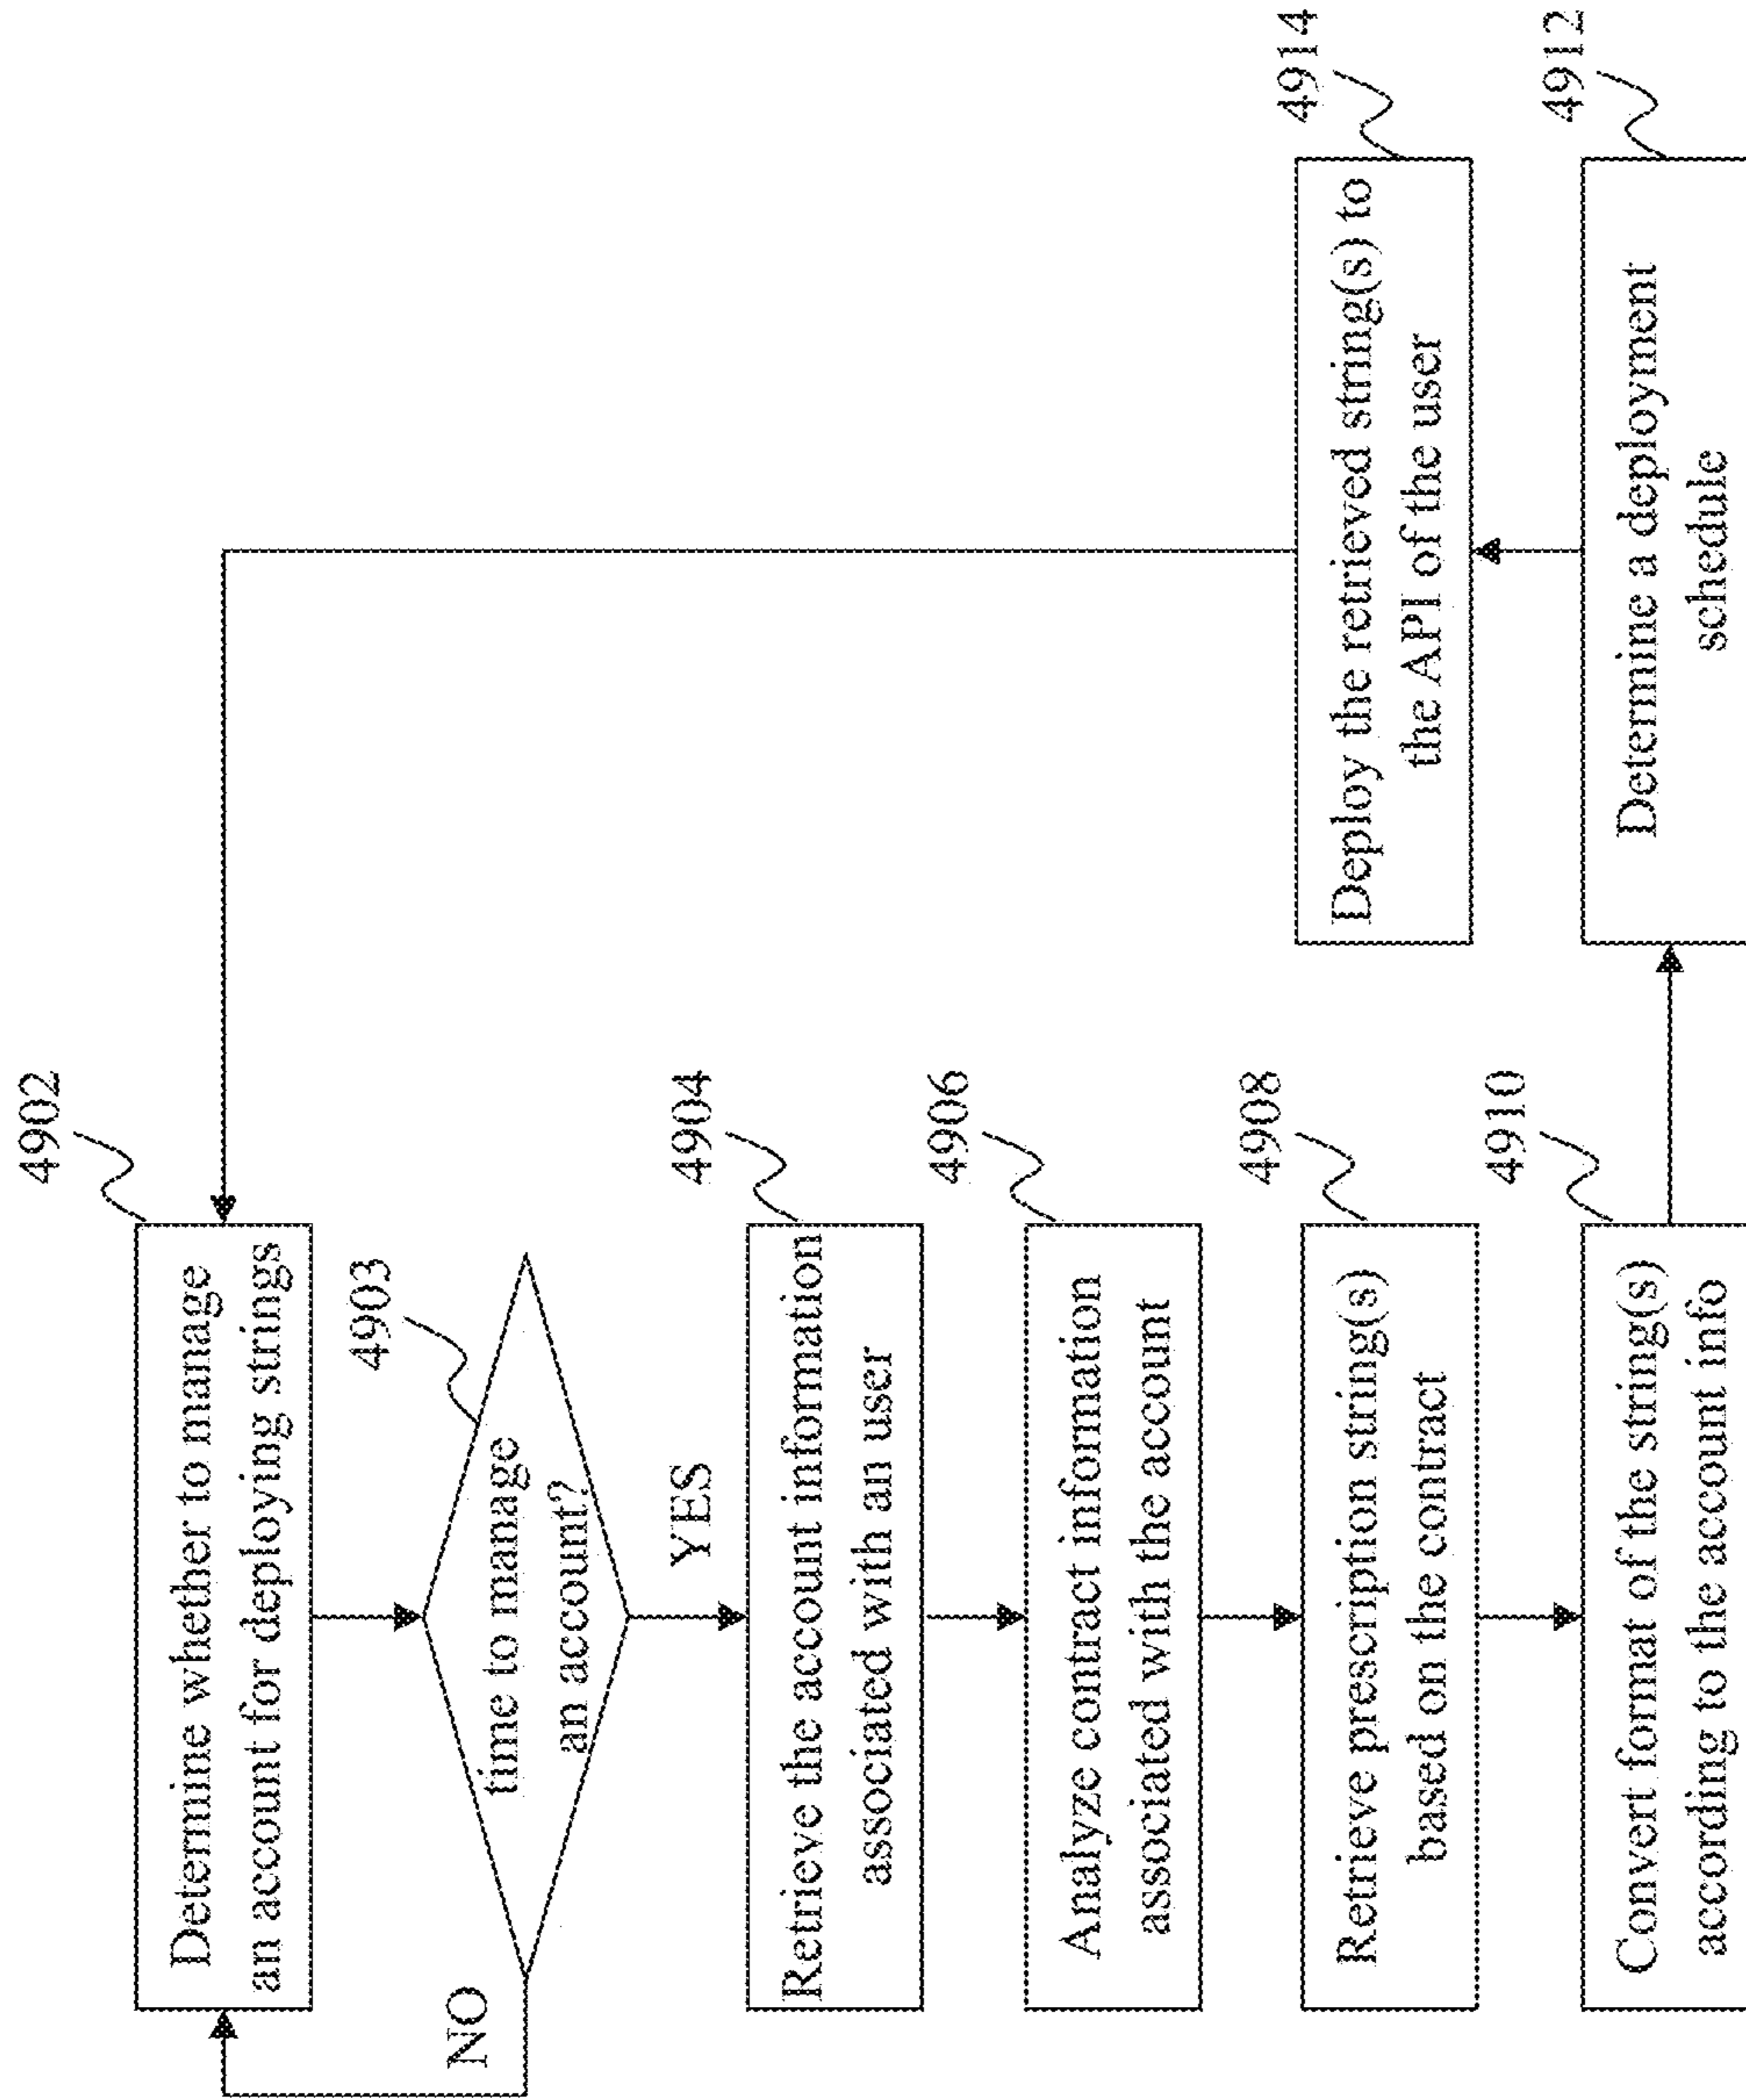 4902
Determine whether to manage
an account for deploying strings
4903
time to manage
an account?
NO
YES
4904
Retrieve the account information
associated with an user
4906
Analyze contract information
associated with the account
4908
Retrieve prescription string(s)
based on the contract
4910
Convert format of the string(s)
according to the account info
4912
Determine a deployment
schedule
4914
Deploy the retrieved string(s) to
the API of the user